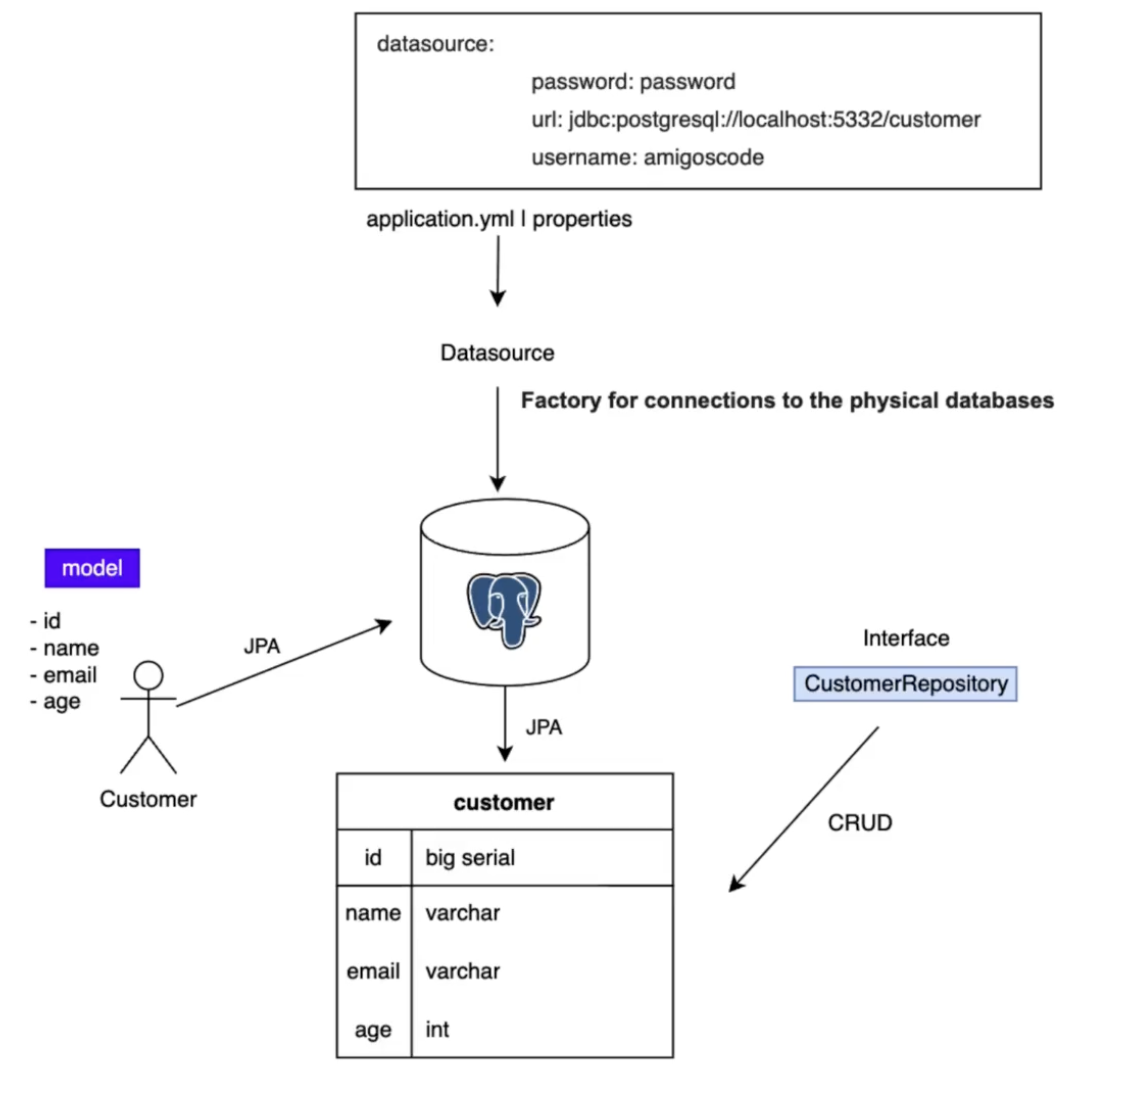 datasource:
password: password
url: jdbc:postgresql://localhost:5332/customer
username: amigoscode
application.yml | properties
Datasource
Factory for connections to the physical databases
model
- id
- name
- email
- age
Customer
JPA
JPA
Interface
CustomerRepository
CRUD
customer
id big serial
name varchar
email varchar
age int